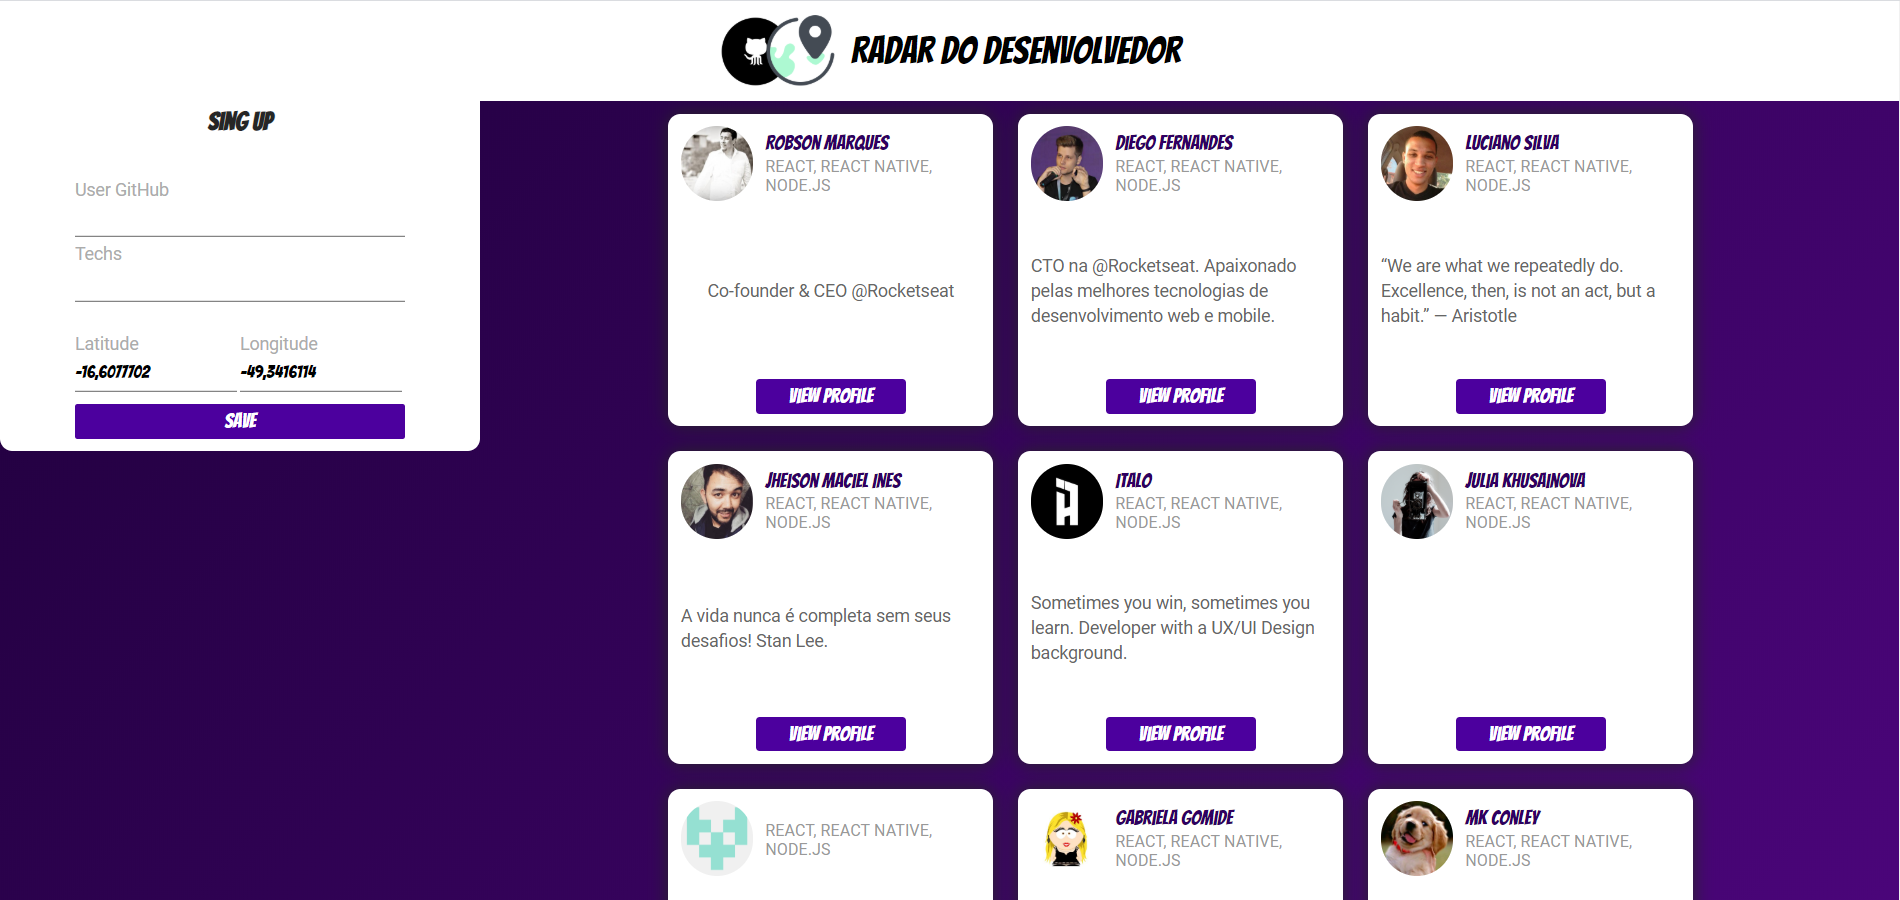 RADAR DO DESENVOLVEDOR
SING UP
User GitHub
Techs
Latitude
Longitude
-16,6077702
-49,3416114
SAVE
ROBSON MARQUES
REACT, REACT NATIVE,
NODE.JS
Co-founder & CEO @Rocketseat
VIEW PROFILE
DIEGO FERNANDES
REACT, REACT NATIVE,
NODE.JS
CTO na @Rocketseat. Apaixonado
pelas melhores tecnologias de
desenvolvimento web e mobile.
VIEW PROFILE
LUCIANO SILVA
REACT, REACT NATIVE,
NODE.JS
“We are what we repeatedly do.
Excellence, then, is not an act, but a
habit.” — Aristotle
VIEW PROFILE
JHEISON MACIEL INES
REACT, REACT NATIVE,
NODE.JS
A vida nunca é completa sem seus
desafios! Stan Lee.
VIEW PROFILE
ITALO
REACT, REACT NATIVE,
NODE.JS
Sometimes you win, sometimes you
learn. Developer with a UX/UI Design
background.
VIEW PROFILE
JULIA KHUSAINOVA
REACT, REACT NATIVE,
NODE.JS
VIEW PROFILE
REACT, REACT NATIVE,
NODE.JS
GABRIELA GOMIDE
REACT, REACT NATIVE,
NODE.JS
MK CONLEY
REACT, REACT NATIVE,
NODE.JS